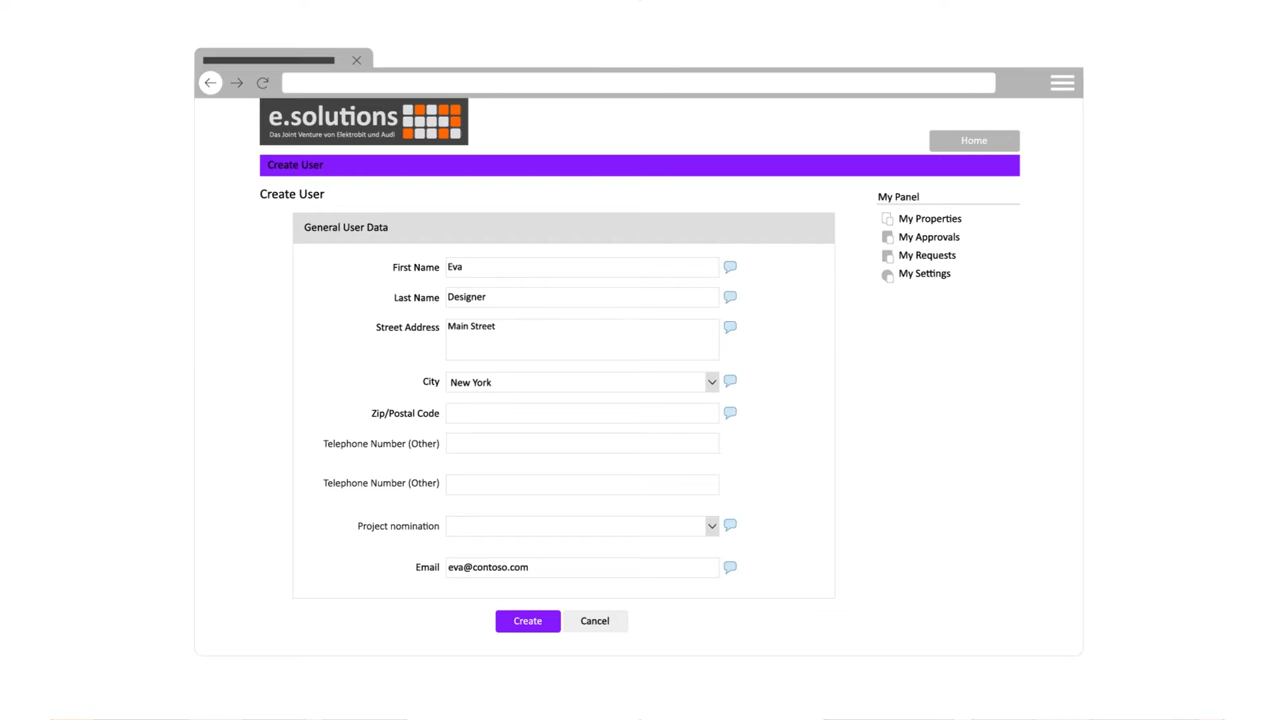 e.solutions
Das Joint Venture von Elektrobit und Audi
Home
Create User
Create User
My Panel
My Properties
My Approvals
My Requests
My Settings
General User Data
First Name Eva
Last Name Designer
Street Address Main Street
City New York
Zip/Postal Code
Telephone Number (Other)
Telephone Number (Other)
Project nomination
Email eva@contoso.com
Create Cancel